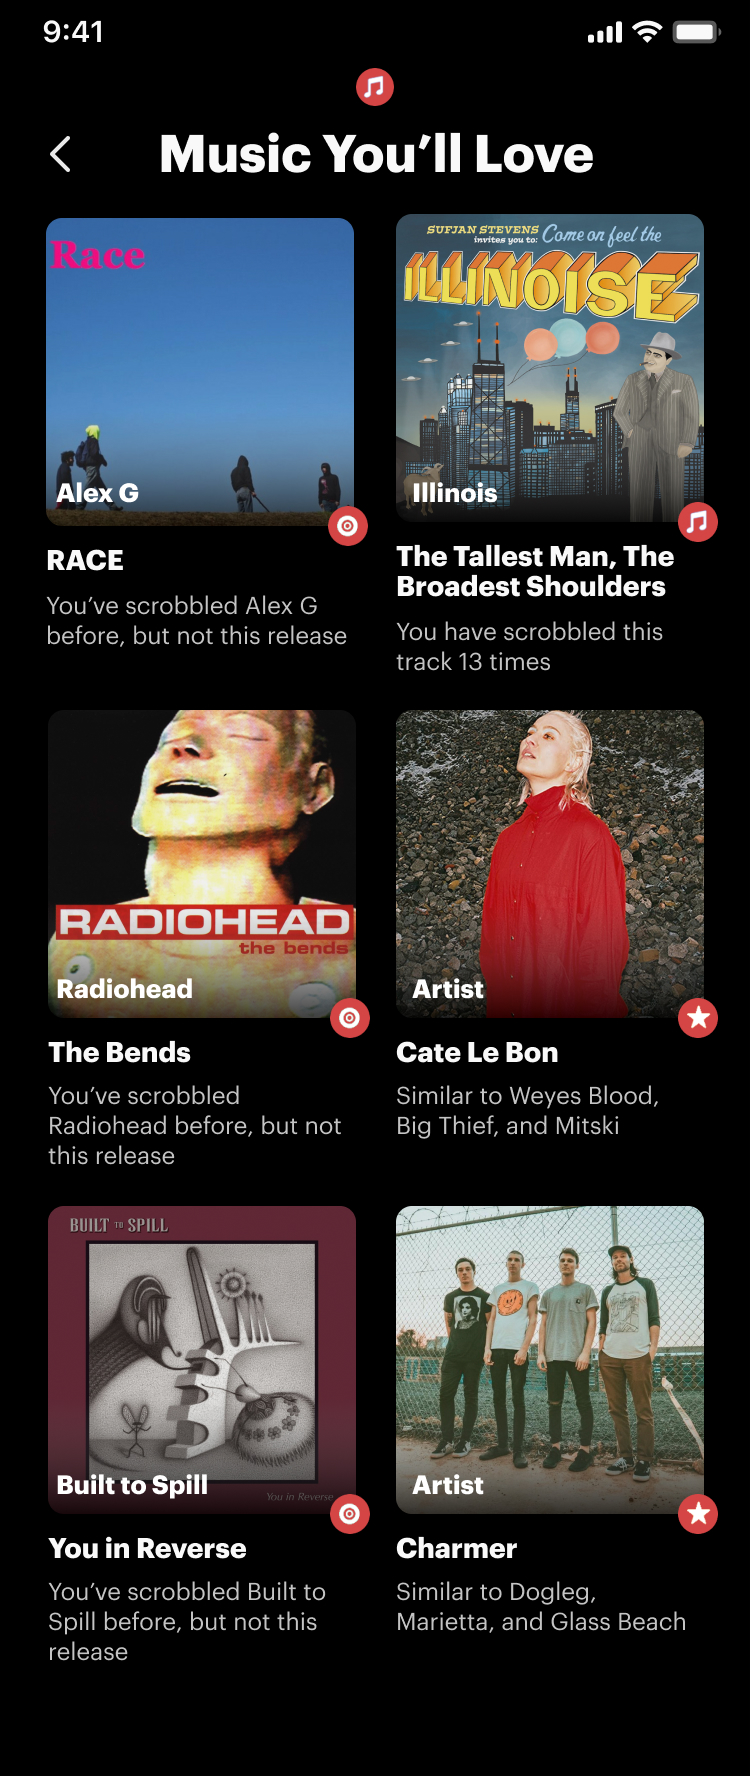 9:41
Music You’ll Love
Race
Alex G
RACE
You’ve scrobbled Alex G
before, but not this release
SUFJAN STEVENS
invites you to: Come on feel the
ILLINOISE
Illinois
The Tallest Man, The
Broadest Shoulders
You have scrobbled this
track 13 times
RADIOHEAD
the bends
Radiohead
The Bends
You’ve scrobbled
Radiohead before, but not
this release
Artist
Cate Le Bon
Similar to Weyes Blood,
Big Thief, and Mitski
BUILT TO SPILL
Built to Spill
You in Reverse
You in Reverse
You’ve scrobbled Built to
Spill before, but not this
release
Artist
Charmer
Similar to Dogleg,
Marietta, and Glass Beach